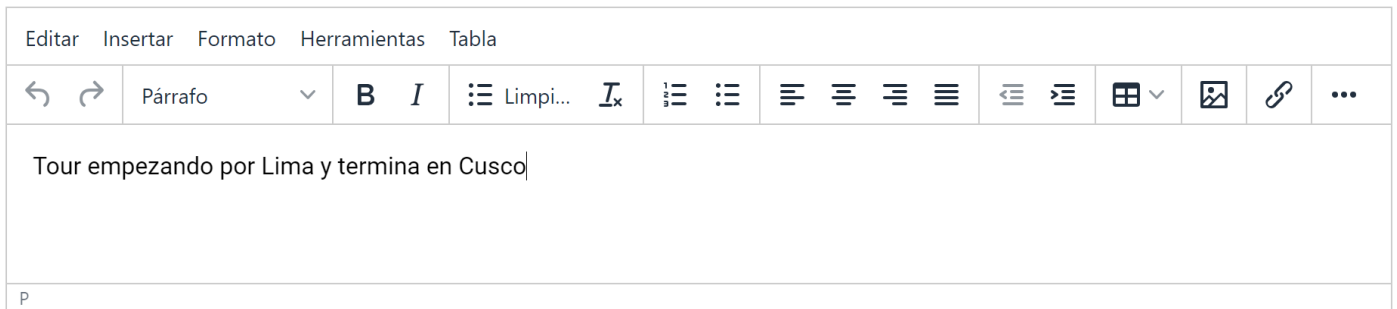 Editar Insertar Formato Herramientas Tabla
Párrafo B I Limpi...
Tour empezando por Lima y termina en Cusco
P